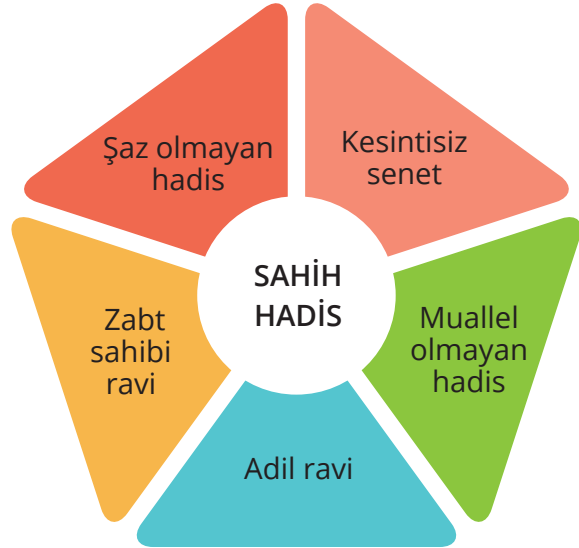 Şaz olmayan
hadis
Kesintisiz
senet
SAHİH
HADİS
Zabt
sahibi
ravi
Muallel
olmayan
hadis
Adil ravi